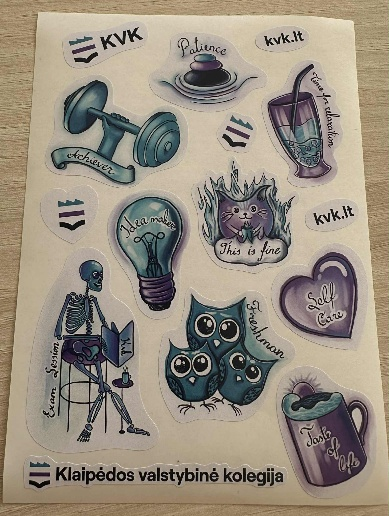 KVK
Patience
kvk.lt
Time for relaxation
Achiever
Idea maker
This is fine
kvk.lt
Self
Care
Exam Session
Freshman
Taste
of
life
Klaipėdos valstybinė kolegija